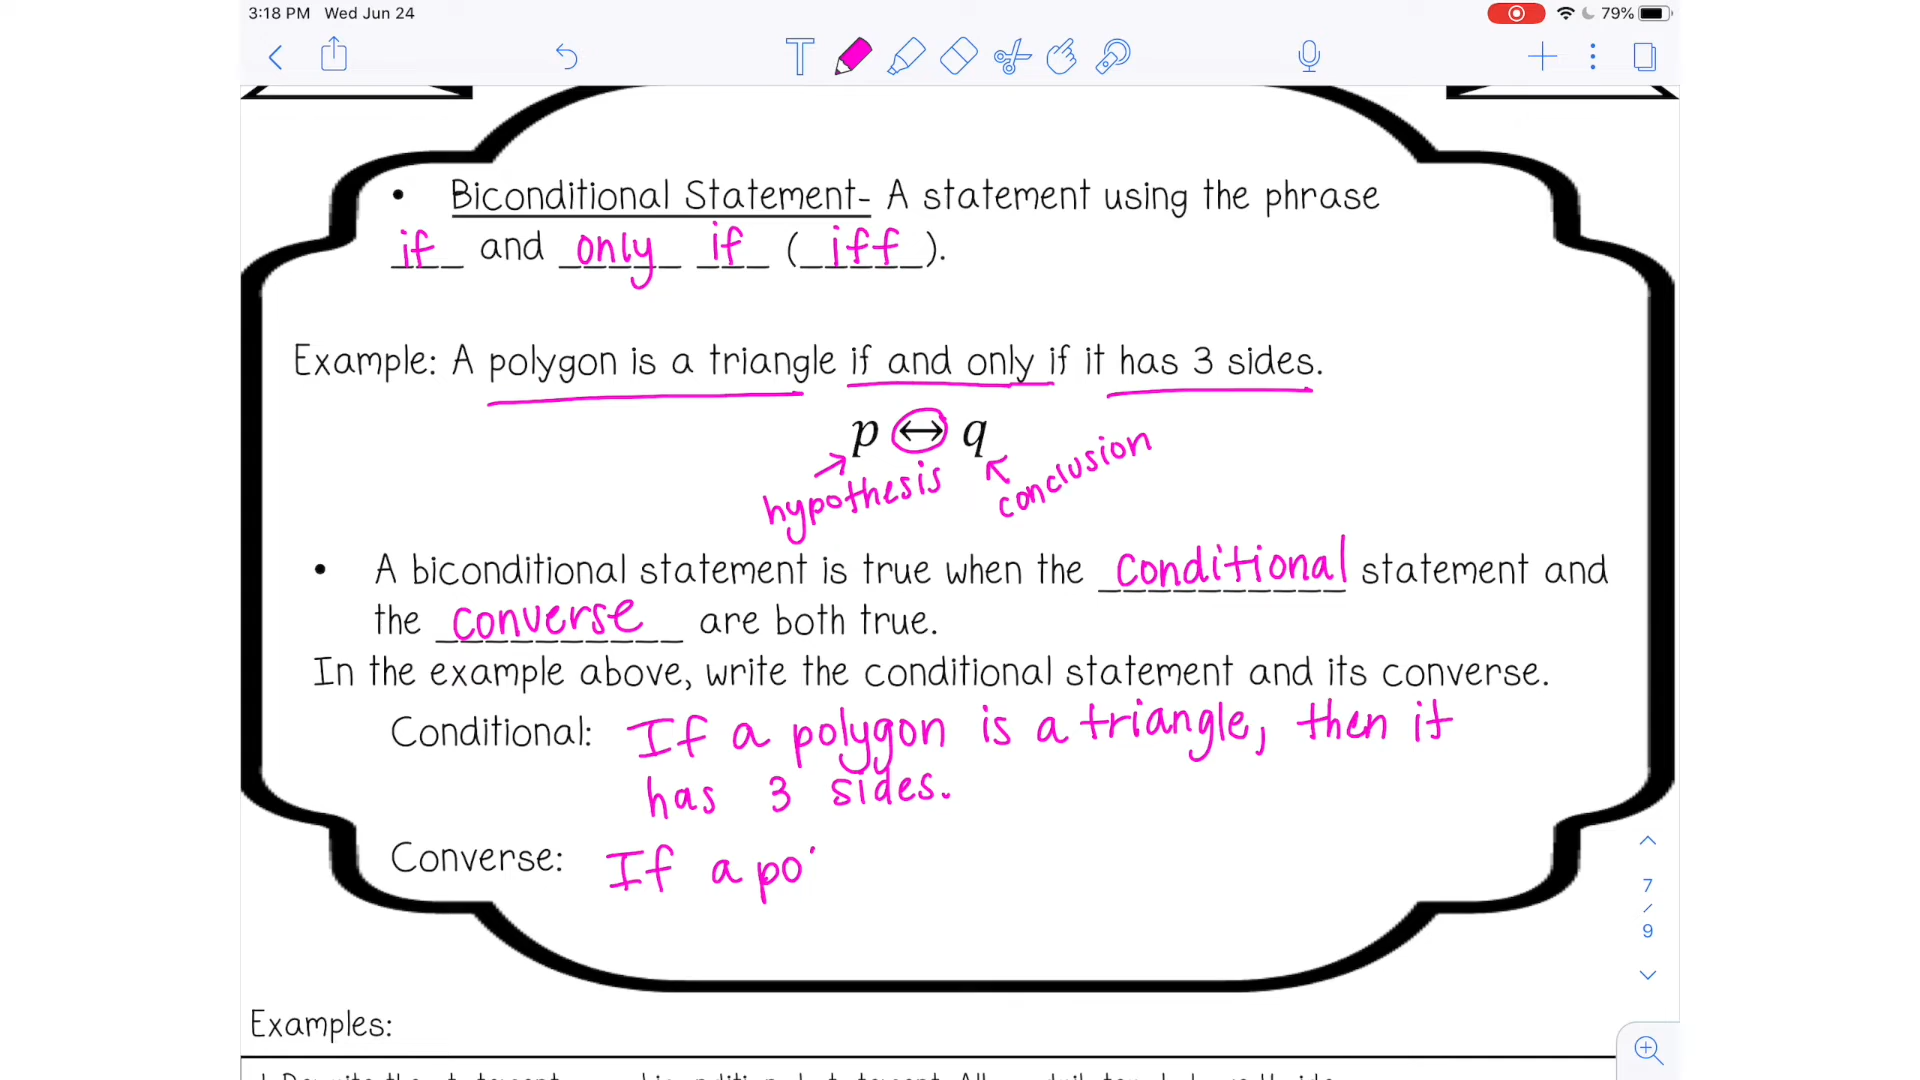 3:18 PM Wed Jun 24
79%
• Biconditional Statement- A statement using the phrase
if and only if (iff).
Example: A polygon is a triangle if and only if it has 3 sides.
p ↔ q
hypothesis
conclusion
• A biconditional statement is true when the conditional statement and
the converse are both true.
In the example above, write the conditional statement and its converse.
Conditional: If a polygon is a triangle, then it
has 3 sides.
Converse: If a po
7
/
9
Examples: